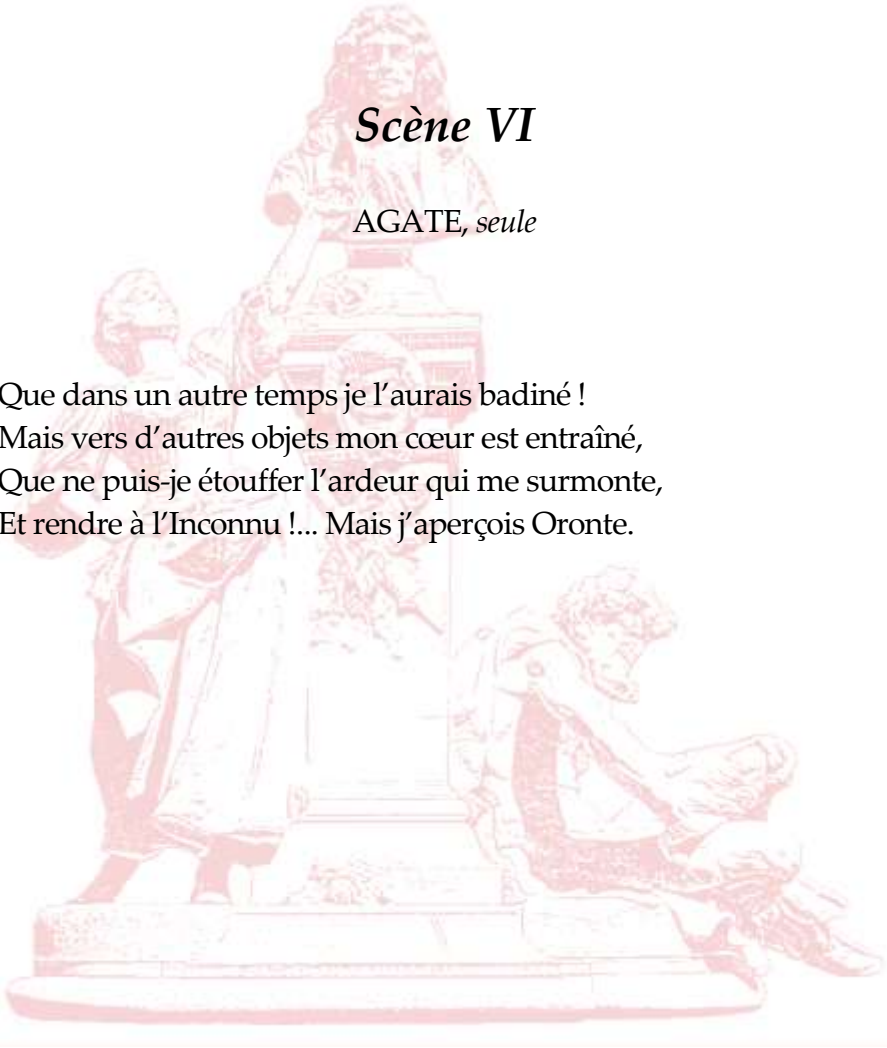 Scène VI
AGATE, seule
Que dans un autre temps je l’aurais badiné !
Mais vers d’autres objets mon cœur est entraîné,
Que ne puis-je étouffer l’ardeur qui me surmonte,
Et rendre à l’Inconnu !... Mais j’aperçois Oronte.